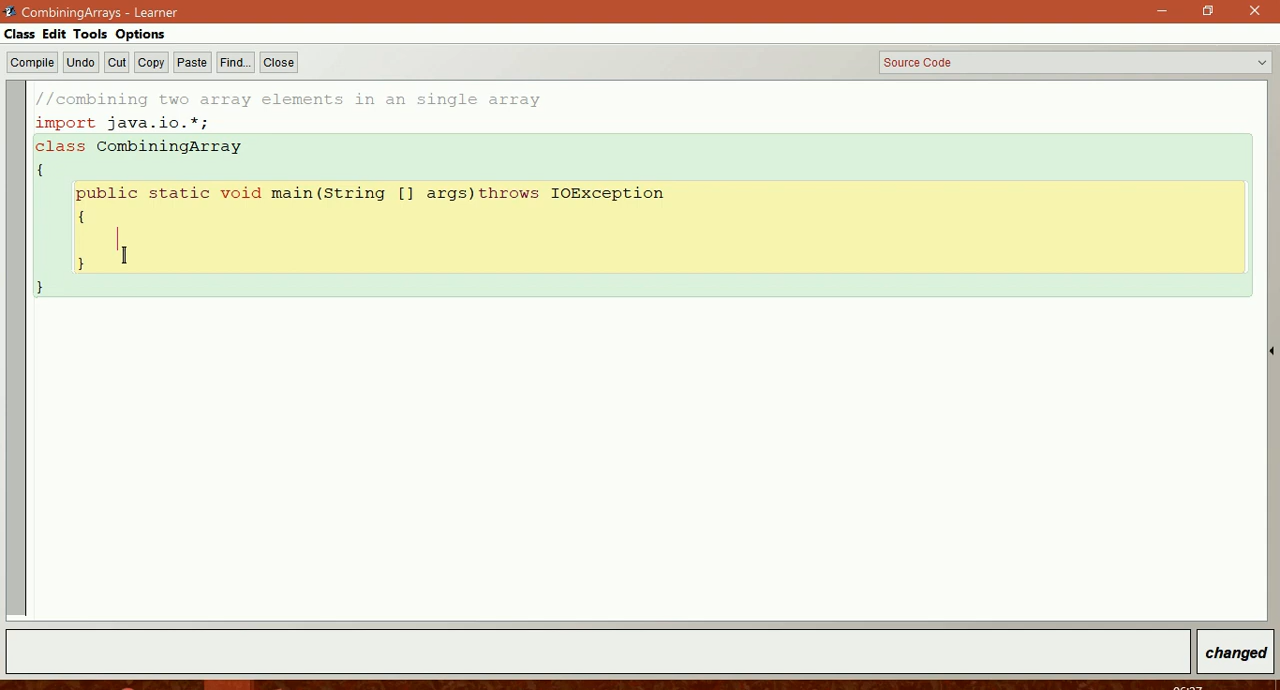 CombiningArrays - Learner
Class Edit Tools Options
Compile Undo Cut Copy Paste Find... Close Source Code
//combining two array elements in an single array
import java.io.*;
class CombiningArray
{
public static void main(String [] args)throws IOException
{
}
}
changed